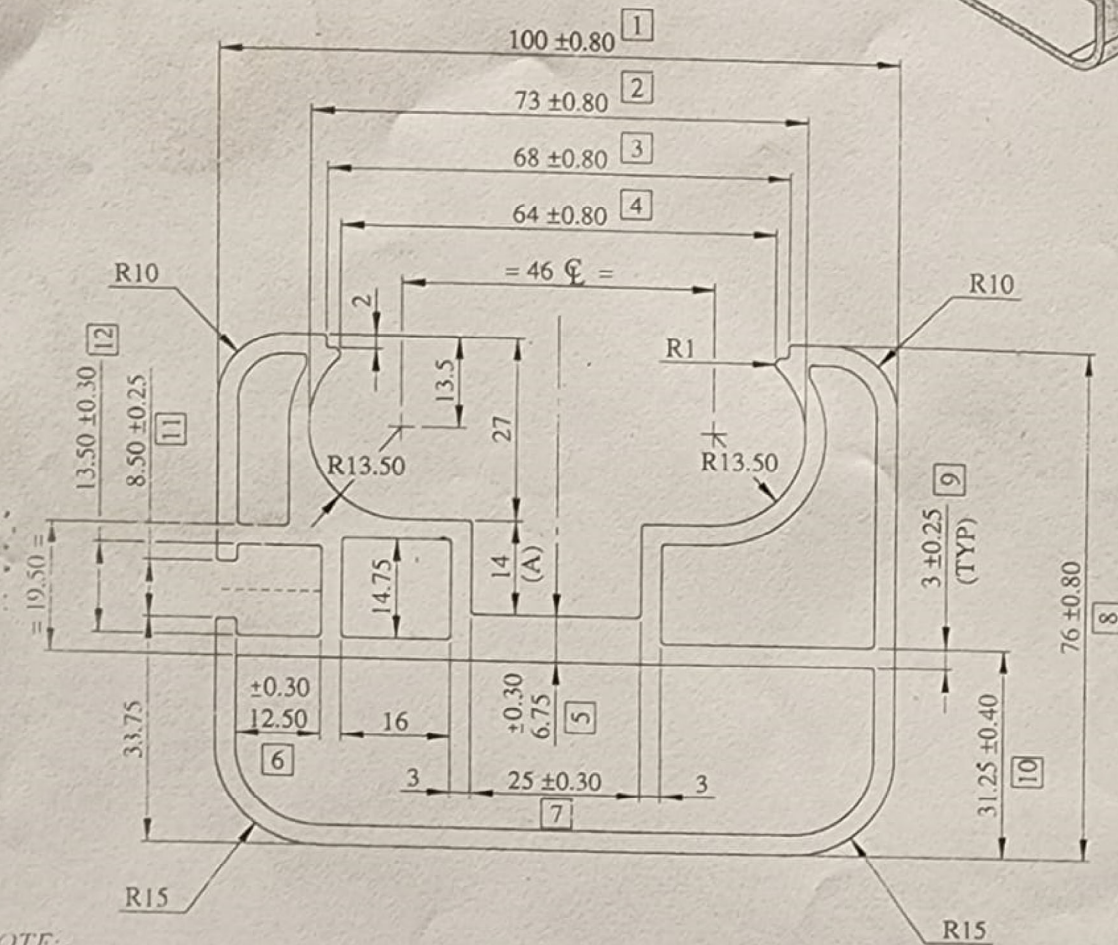 100 ±0.80 1
73 ±0.80 2
68 ±0.80 3
64 ±0.80 4
= 46 ℄ =
R10
R10
2
12
13.50 ±0.30
8.50 ±0.25
11
13.5
27
R1
R13.50
R13.50
= 19.50 =
14.75
14
(A)
3 ±0.25 9
(TYP)
76 ±0.80
8
33.75
±0.30
12.50
6
16
±0.30
6.75
5
3
25 ±0.30
7
3
31.25 ±0.40
10
R15
R15
OTE: